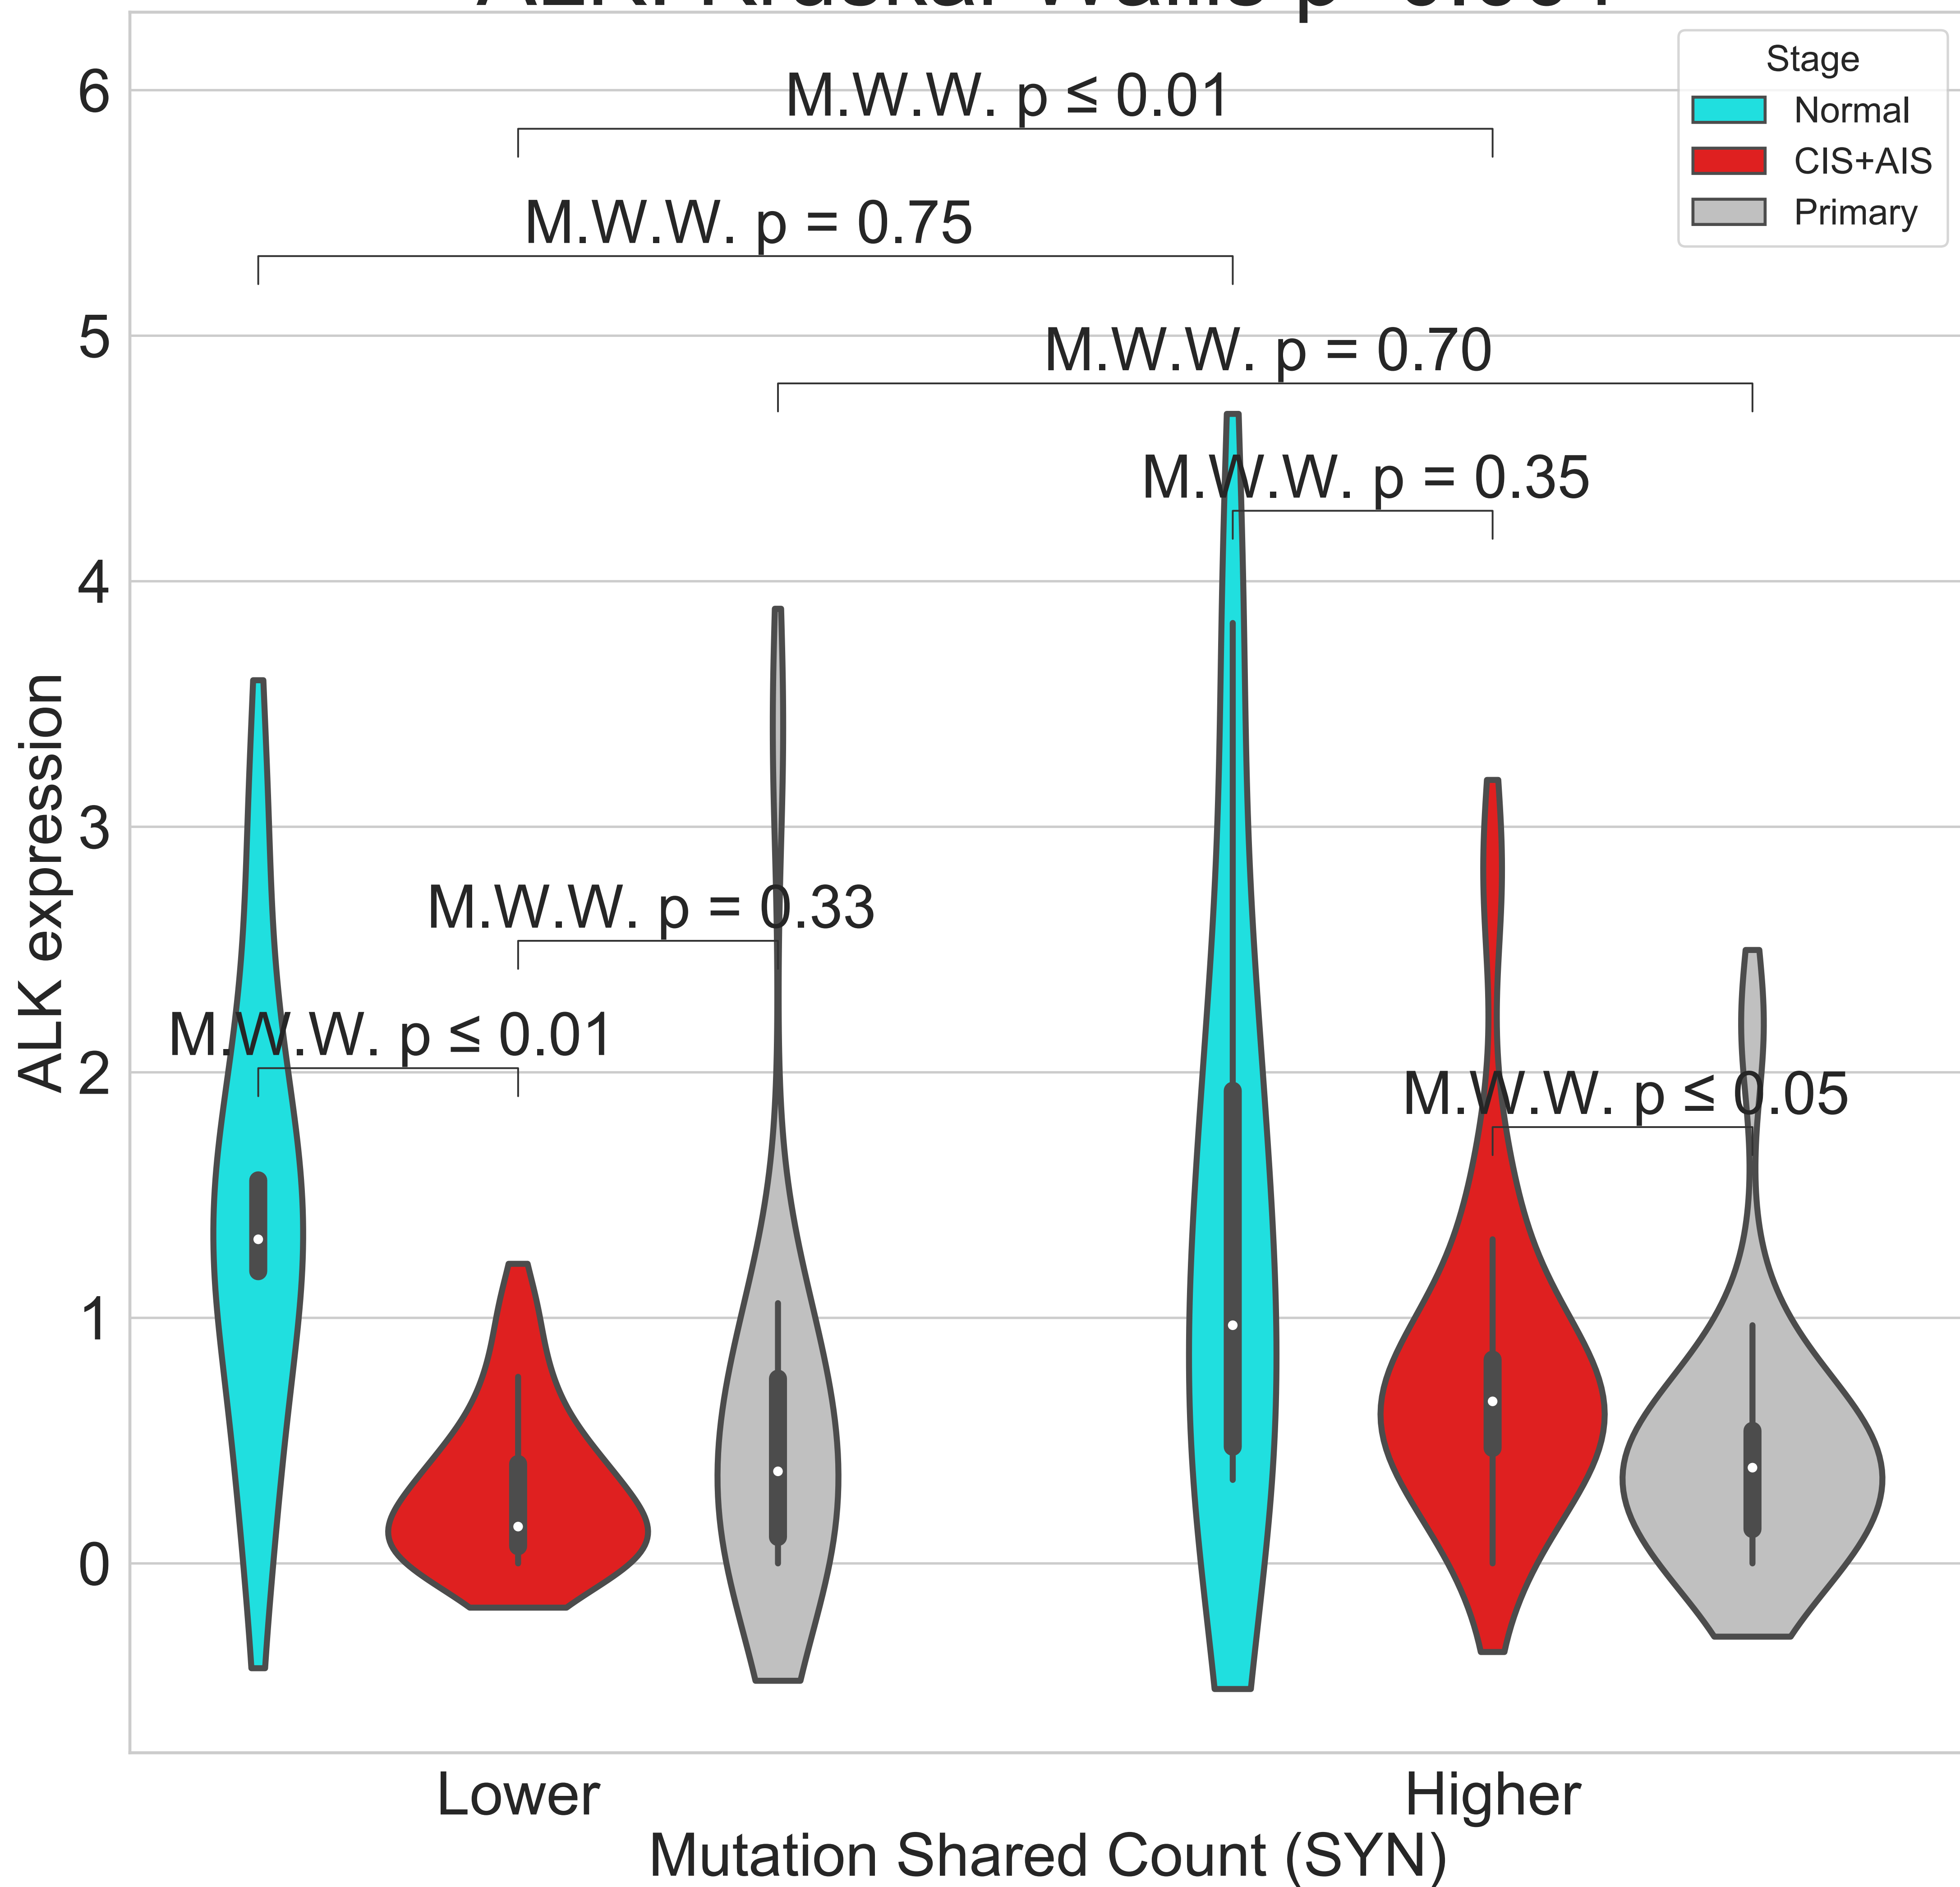 6
5
4
3
2
1
0
ALK expression
M.W.W. p ≤ 0.01
M.W.W. p = 0.75
M.W.W. p = 0.70
M.W.W. p = 0.35
M.W.W. p = 0.33
M.W.W. p ≤ 0.01
M.W.W. p ≤ 0.05
Stage
Normal
CIS+AIS
Primary
Lower
Higher
Mutation Shared Count (SYN)